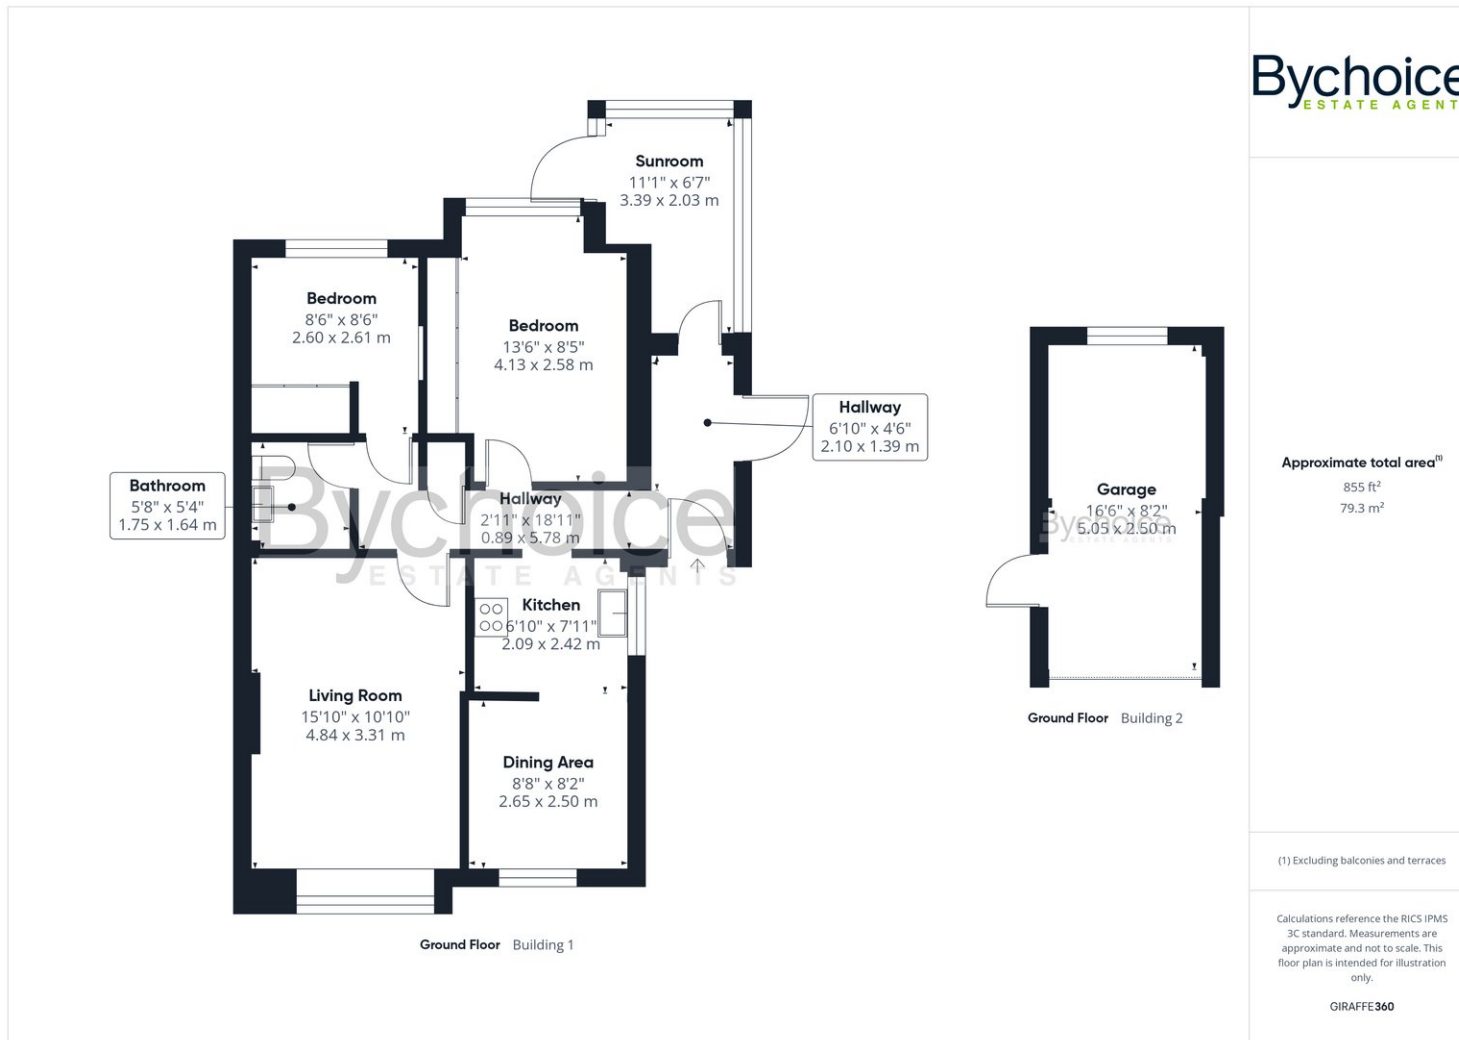 Bychoice
ESTATE AGENT
Sunroom
11'1" x 6'7"
3.39 x 2.03 m
Bedroom
8'6" x 8'6"
2.60 x 2.61 m
Bedroom
13'6" x 8'5"
4.13 x 2.58 m
Hallway
6'10" x 4'6"
2.10 x 1.39 m
Bathroom
5'8" x 5'4"
1.75 x 1.64 m
Hallway
2'11" x 18'11"
0.89 x 5.78 m
Bychoice
ESTATE AGENTS
Kitchen
6'10" x 7'11"
2.09 x 2.42 m
Living Room
15'10" x 10'10"
4.84 x 3.31 m
Dining Area
8'8" x 8'2"
2.65 x 2.50 m
Ground Floor Building 1
Garage
16'6" x 8'2"
5.05 x 2.50 m
Bychoice
ESTATE AGENTS
Ground Floor Building 2
Approximate total area(1)
855 ft²
79.3 m²
(1) Excluding balconies and terraces
Calculations reference the RICS IPMS
3C standard. Measurements are
approximate and not to scale. This
floor plan is intended for illustration
only.
GIRAFFE360